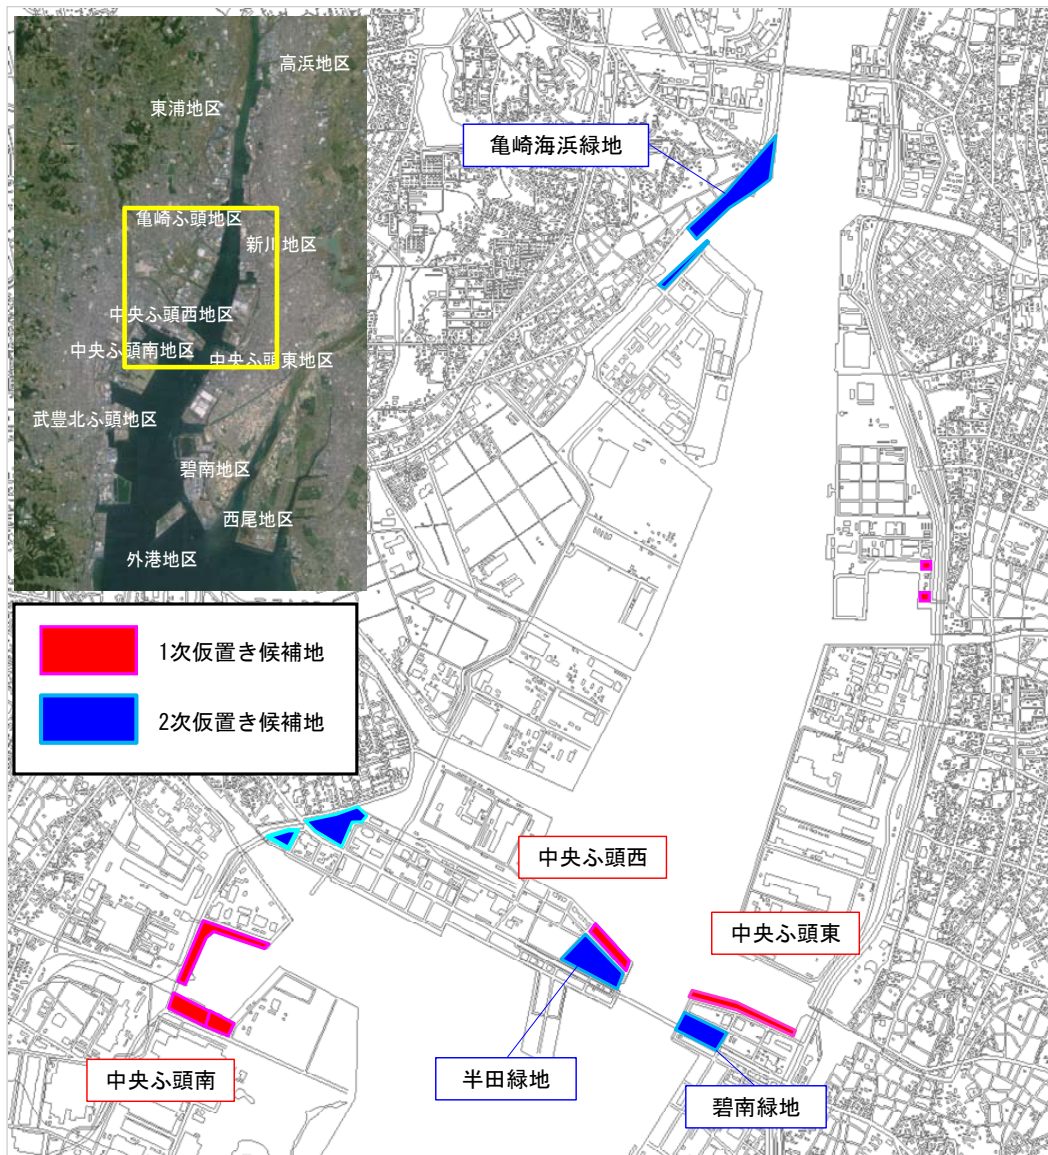 高浜地区
東浦地区
亀崎ふ頭地区
新川地区
中央ふ頭西地区
中央ふ頭南地区
中央ふ頭東地区
武豊北ふ頭地区
碧南地区
西尾地区
外港地区
1次仮置き候補地
2次仮置き候補地
亀崎海浜緑地
中央ふ頭西
中央ふ頭東
中央ふ頭南
半田緑地
碧南緑地